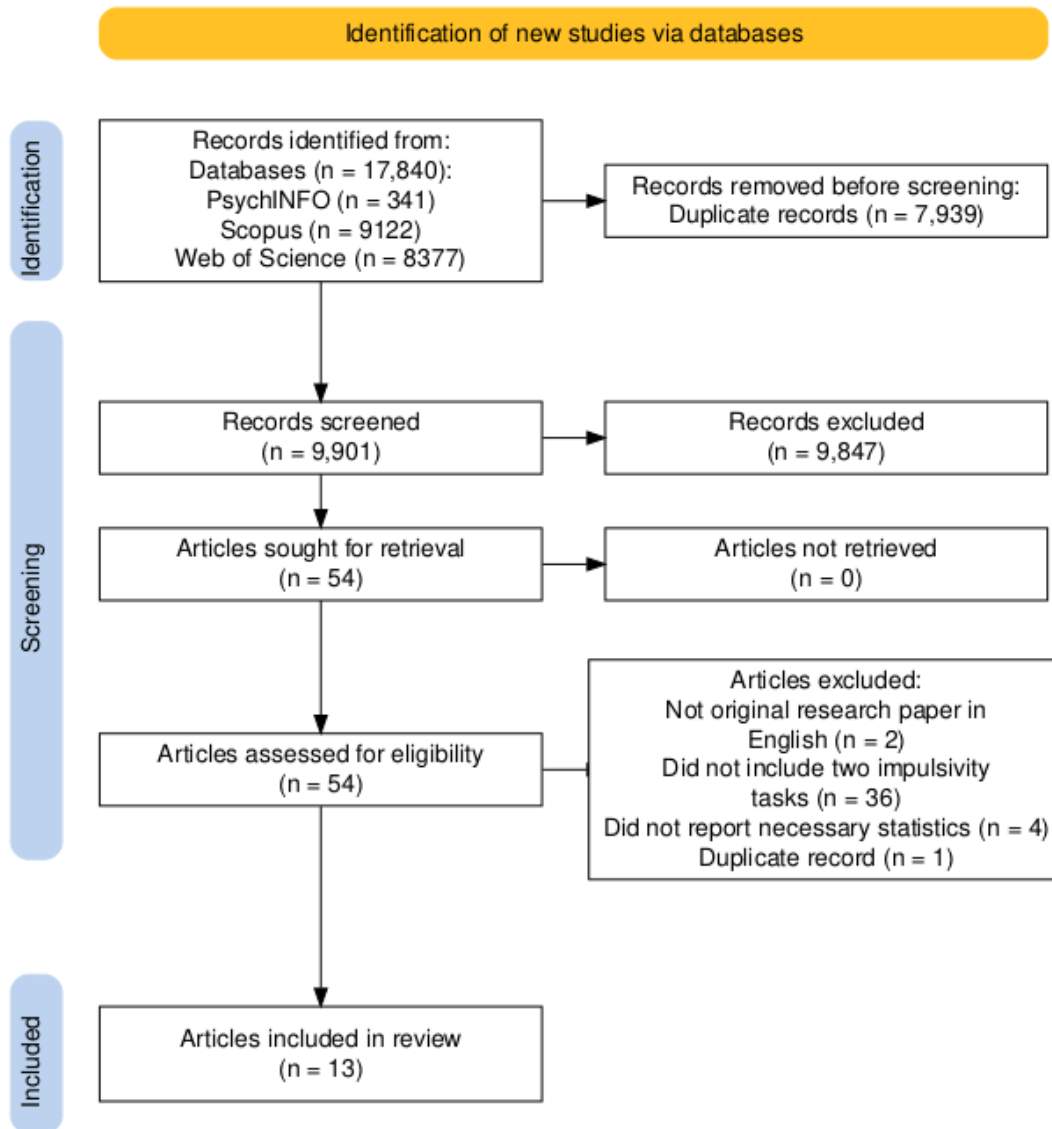 Identification of new studies via databases
Identification
Records identified from:
Databases (n = 17,840):
PsychINFO (n = 341)
Scopus (n = 9122)
Web of Science (n = 8377)
Records removed before screening:
Duplicate records (n = 7,939)
Screening
Records screened
(n = 9,901)
Records excluded
(n = 9,847)
Articles sought for retrieval
(n = 54)
Articles not retrieved
(n = 0)
Articles assessed for eligibility
(n = 54)
Articles excluded:
Not original research paper in
English (n = 2)
Did not include two impulsivity
tasks (n = 36)
Did not report necessary statistics (n = 4)
Duplicate record (n = 1)
Included
Articles included in review
(n = 13)